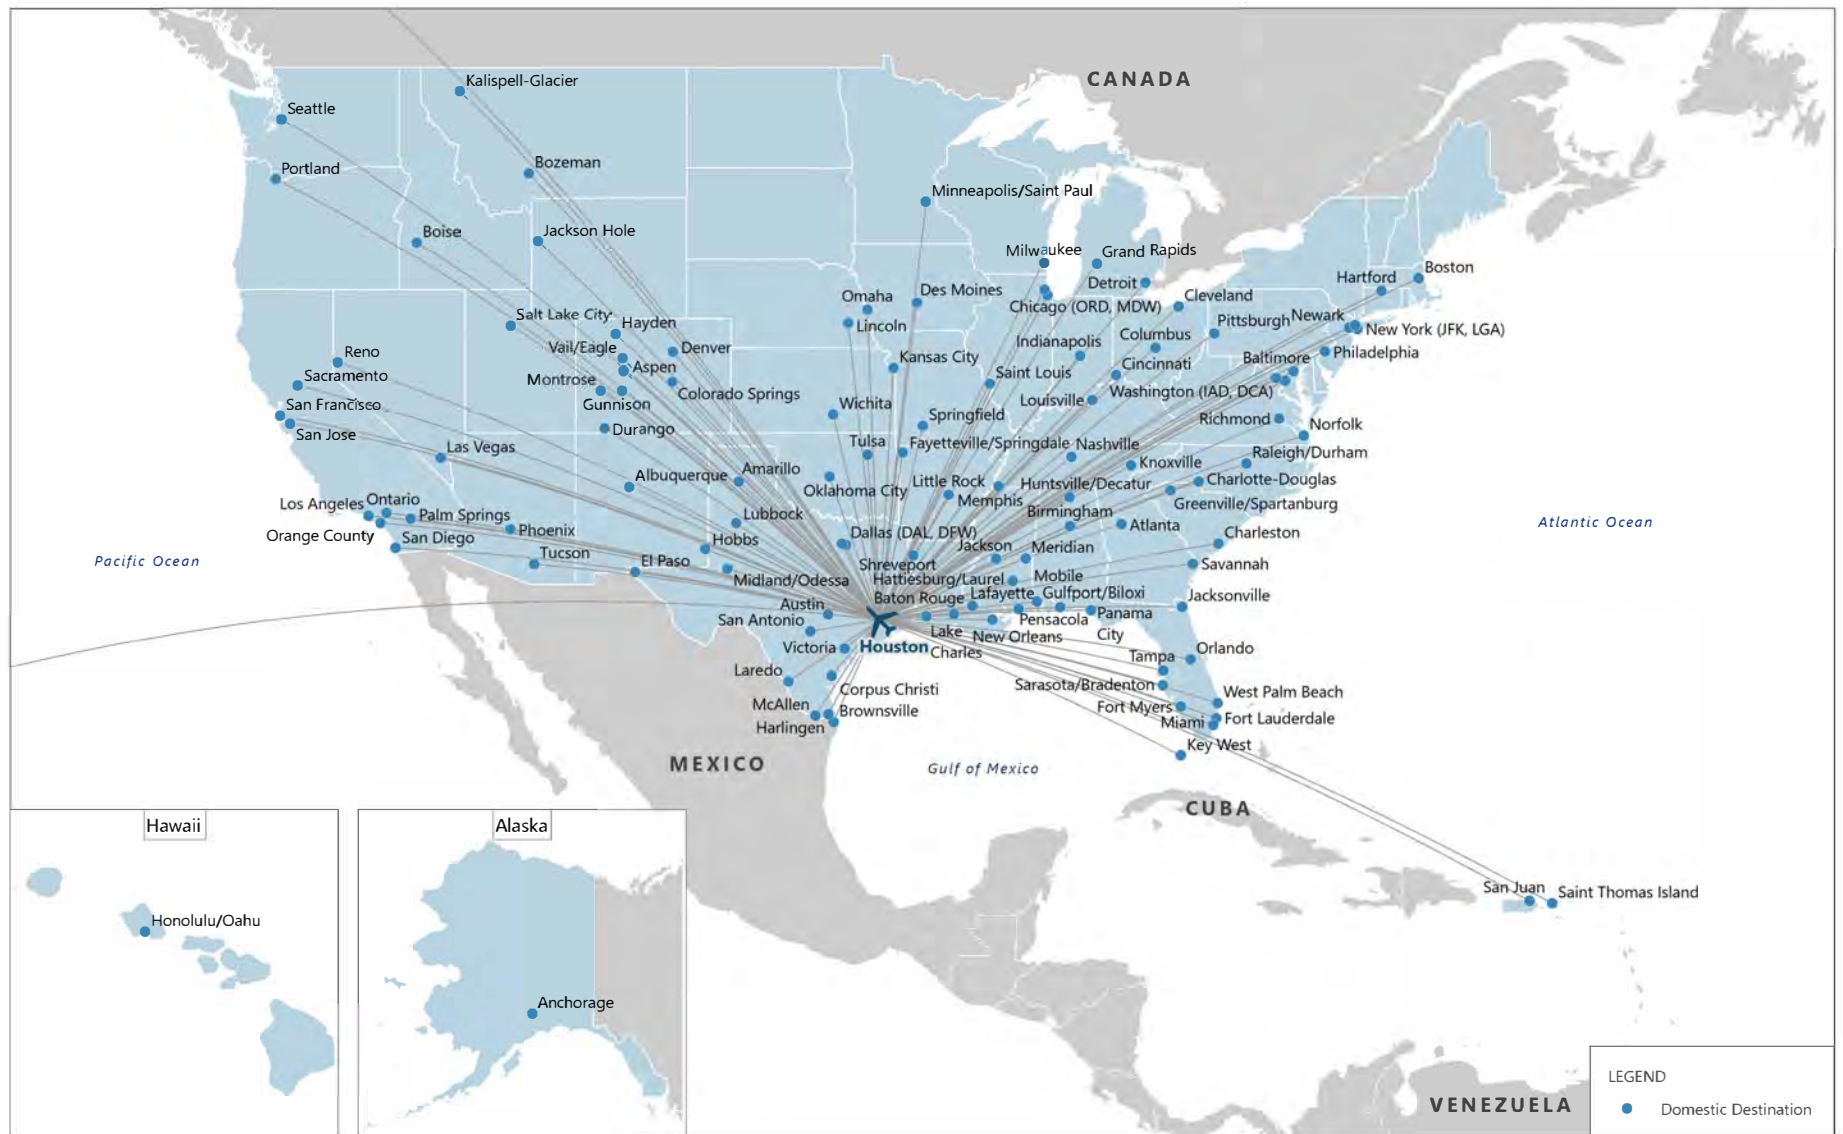 CANADA
Kalispell-Glacier
Seattle
Bozeman
Portland
Minneapolis/Saint Paul
Boise
Jackson Hole
Milwaukee
Grand Rapids
Boston
Hartford
Detroit
Des Moines
Omaha
Cleveland
Chicago (ORD, MDW)
Salt Lake City
Hayden
Lincoln
Pittsburgh
Newark
New York (JFK, LGA)
Columbus
Indianapolis
Vail/Eagle
Denver
Reno
Kansas City
Baltimore
Philadelphia
Aspen
Cincinnati
Sacramento
Montrose
Saint Louis
Colorado Springs
Washington (IAD, DCA)
Louisville
San Francisco
Gunnison
Wichita
Springfield
Richmond
Norfolk
San Jose
Durango
Las Vegas
Tulsa
Fayetteville/Springdale
Nashville
Raleigh/Durham
Knoxville
Albuquerque
Amarillo
Oklahoma City
Little Rock
Huntsville/Decatur
Charlotte-Douglas
Los Angeles
Ontario
Memphis
Greenville/Spartanburg
Palm Springs
Lubbock
Birmingham
Atlanta
Phoenix
Orange County
San Diego
Hobbs
Dallas (DAL, DFW)
Jackson
Meridian
Charleston
Atlantic Ocean
Pacific Ocean
Tucson
El Paso
Shreveport
Savannah
Midland/Odessa
Hattiesburg/Laurel
Mobile
Austin
Baton Rouge
Lafayette
Gulfport/Biloxi
Jacksonville
San Antonio
Pensacola
Panama
City
Lake
Charles
New Orleans
Victoria
Houston
Orlando
Tampa
Laredo
Sarasota/Bradenton
Corpus Christi
West Palm Beach
McAllen
Brownsville
Fort Myers
Harlingen
Miami
Fort Lauderdale
Key West
MEXICO
Gulf of Mexico
CUBA
Hawaii
Alaska
San Juan
Saint Thomas Island
Honolulu/Oahu
Anchorage
VENEZUELA
LEGEND
Domestic Destination